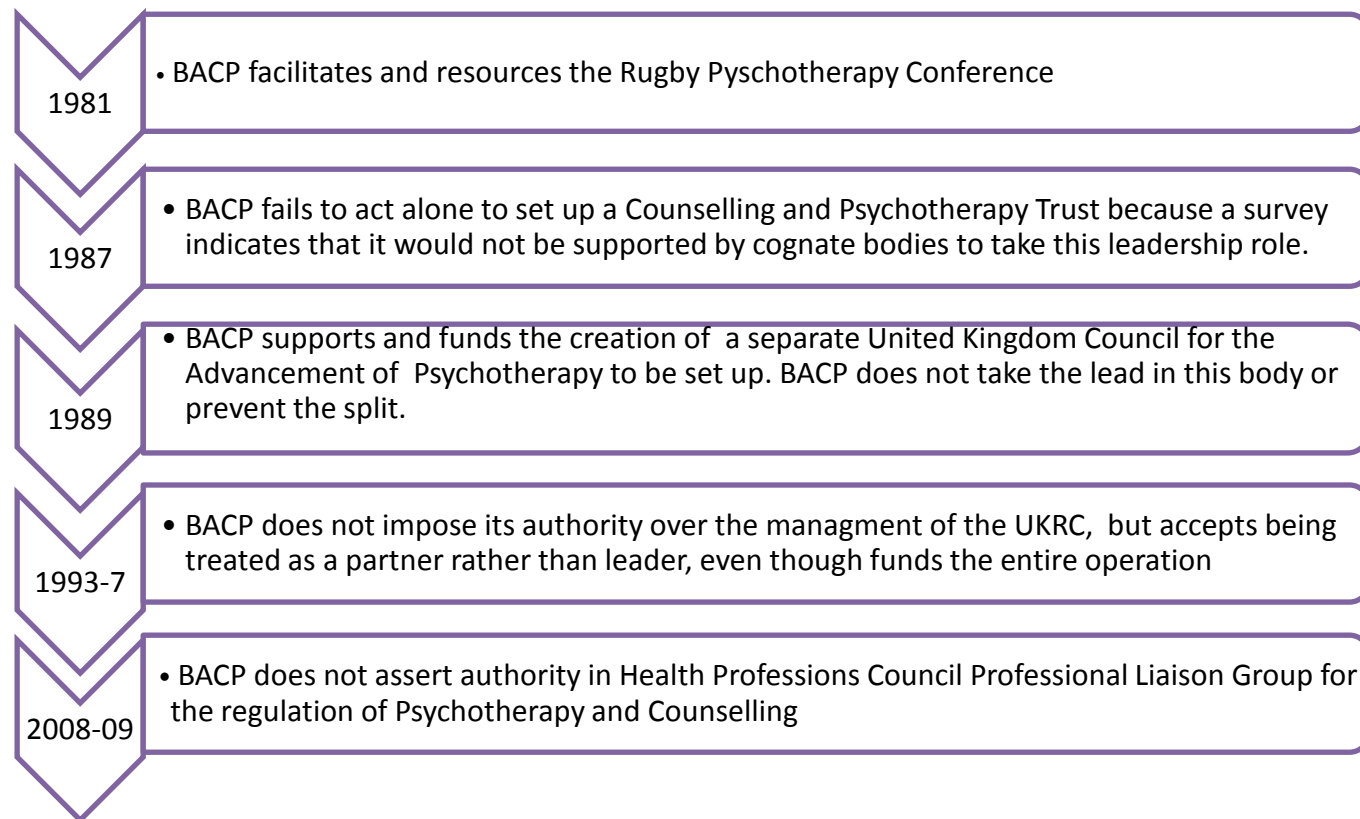 1981
• BACP facilitates and resources the Rugby Pyschotherapy Conference
1987
• BACP fails to act alone to set up a Counselling and Psychotherapy Trust because a survey
indicates that it would not be supported by cognate bodies to take this leadership role.
1989
• BACP supports and funds the creation of a separate United Kingdom Council for the
Advancement of Psychotherapy to be set up. BACP does not take the lead in this body or
prevent the split.
1993-7
• BACP does not impose its authority over the managment of the UKRC, but accepts being
treated as a partner rather than leader, even though funds the entire operation
2008-09
• BACP does not assert authority in Health Professions Council Professional Liaison Group for
the regulation of Psychotherapy and Counselling